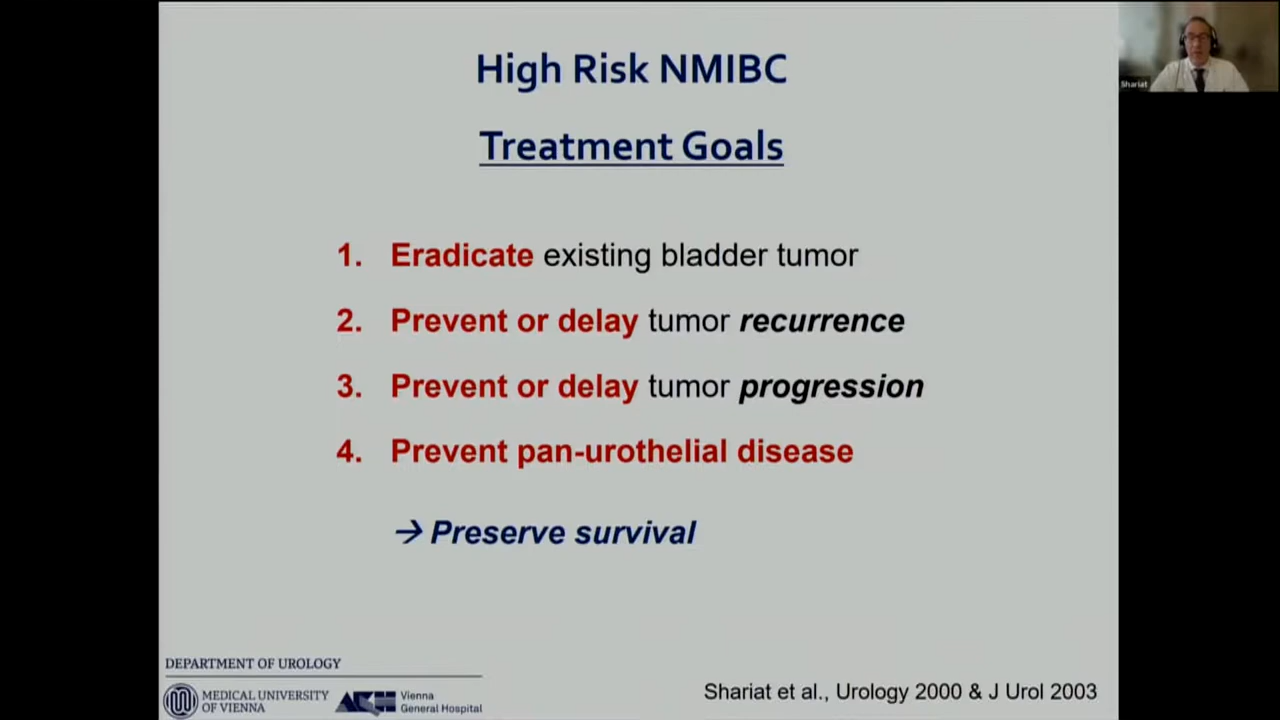 High Risk NMIBC
Treatment Goals
1. Eradicate existing bladder tumor
2. Prevent or delay tumor recurrence
3. Prevent or delay tumor progression
4. Prevent pan-urothelial disease
→ Preserve survival
DEPARTMENT OF UROLOGY
MEDICAL UNIVERSITY
OF VIENNA
AKH
Vienna
General Hospital
Shariat et al., Urology 2000 & J Urol 2003
Shariat